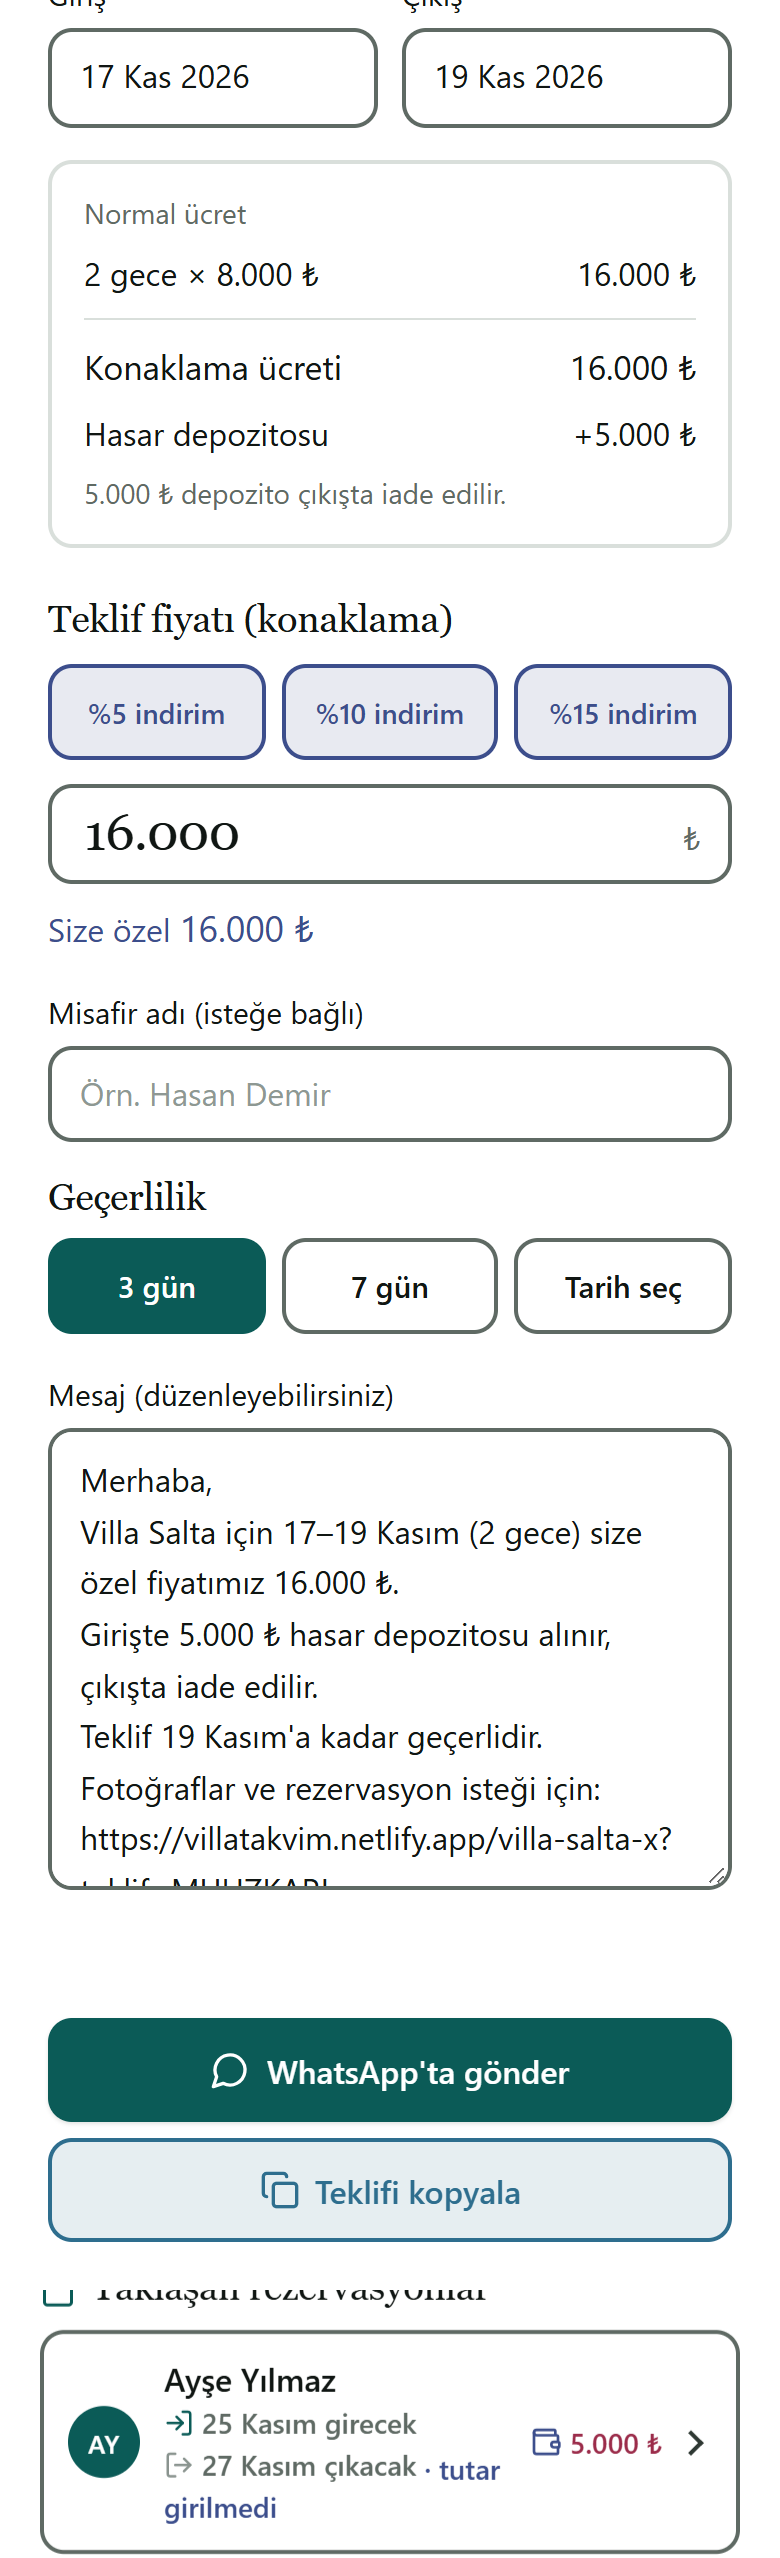 Giriş
Çıkış
17 Kas 2026
19 Kas 2026
Normal ücret
2 gece × 8.000 ₺
16.000 ₺
Konaklama ücreti
16.000 ₺
Hasar depozitosu
+5.000 ₺
5.000 ₺ depozito çıkışta iade edilir.
Teklif fiyatı (konaklama)
%5 indirim
%10 indirim
%15 indirim
16.000
₺
Size özel 16.000 ₺
Misafir adı (isteğe bağlı)
Örn. Hasan Demir
Geçerlilik
3 gün
7 gün
Tarih seç
Mesaj (düzenleyebilirsiniz)
Merhaba,
Villa Salta için 17–19 Kasım (2 gece) size
özel fiyatımız 16.000 ₺.
Girişte 5.000 ₺ hasar depozitosu alınır,
çıkışta iade edilir.
Teklif 19 Kasım'a kadar geçerlidir.
Fotoğraflar ve rezervasyon isteği için:
https://villatakvim.netlify.app/villa-salta-x?
WhatsApp'ta gönder
Teklifi kopyala
Yaklaşan rezervasyonlar
AY
Ayşe Yılmaz
25 Kasım girecek
27 Kasım çıkacak · tutar
girilmedi
5.000 ₺